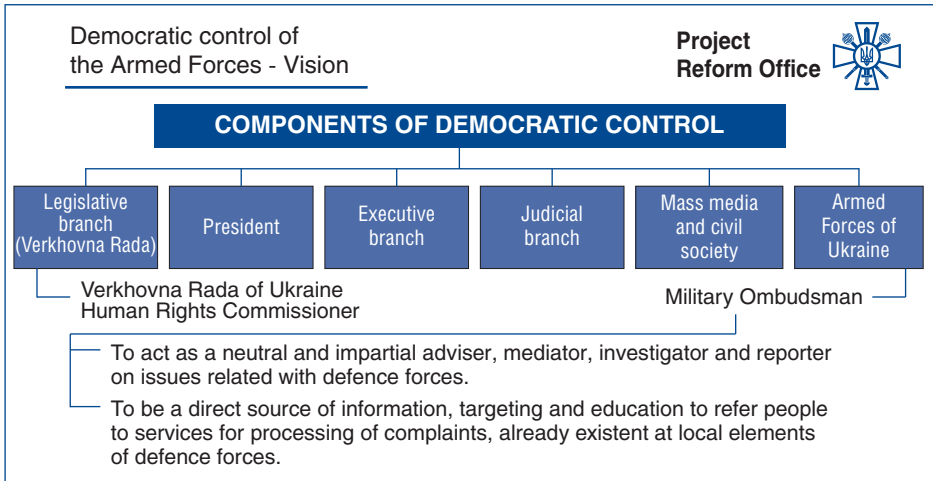 Democratic control of
the Armed Forces - Vision
Project
Reform Office
COMPONENTS OF DEMOCRATIC CONTROL
Legislative
branch
(Verkhovna Rada)
President
Executive
branch
Judicial
branch
Mass media
and civil
society
Armed
Forces of
Ukraine
Verkhovna Rada of Ukraine
Human Rights Commissioner
Military Ombudsman
To act as a neutral and impartial adviser, mediator, investigator and reporter
on issues related with defence forces.
To be a direct source of information, targeting and education to refer people
to services for processing of complaints, already existent at local elements
of defence forces.